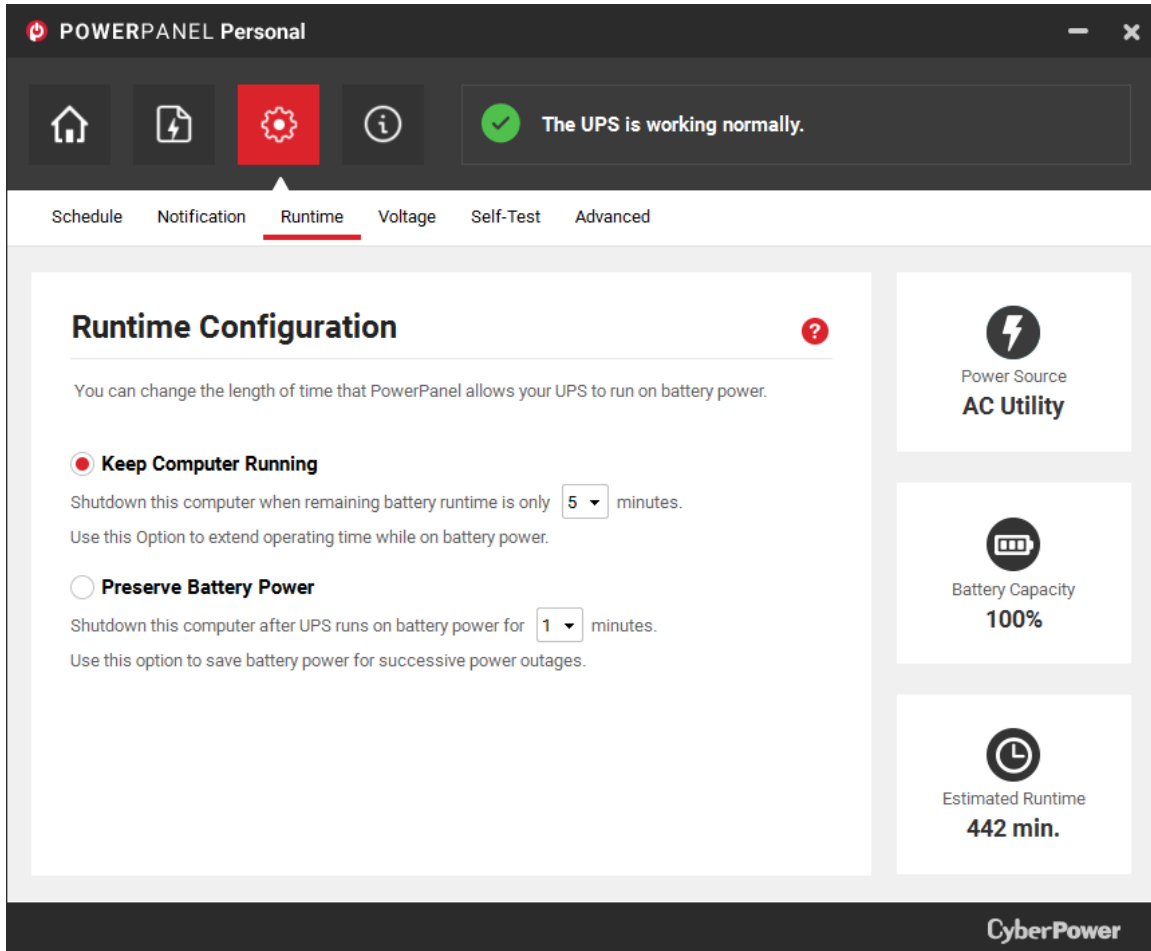 POWERPANEL Personal
The UPS is working normally.
Schedule Notification Runtime Voltage Self-Test Advanced
Runtime Configuration
?
You can change the length of time that PowerPanel allows your UPS to run on battery power.
Keep Computer Running
Shutdown this computer when remaining battery runtime is only 5 minutes.
Use this Option to extend operating time while on battery power.
Preserve Battery Power
Shutdown this computer after UPS runs on battery power for 1 minutes.
Use this option to save battery power for successive power outages.
Power Source
AC Utility
Battery Capacity
100%
Estimated Runtime
442 min.
CyberPower